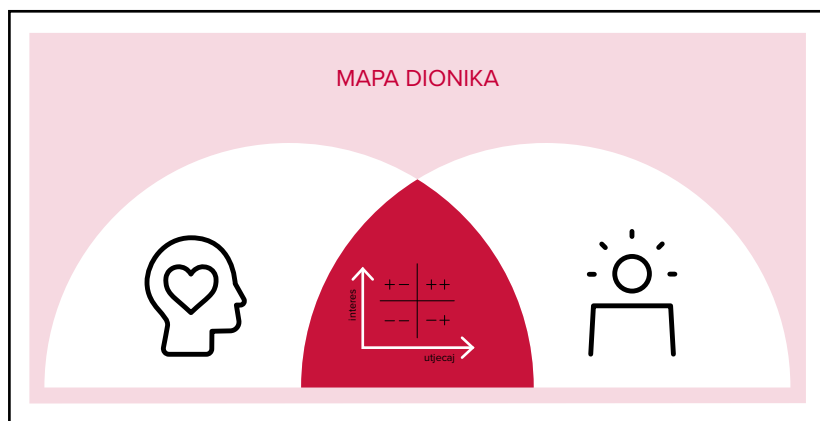 MAPA DIONIKA
interes
+− ++
−− −+
utjecaj